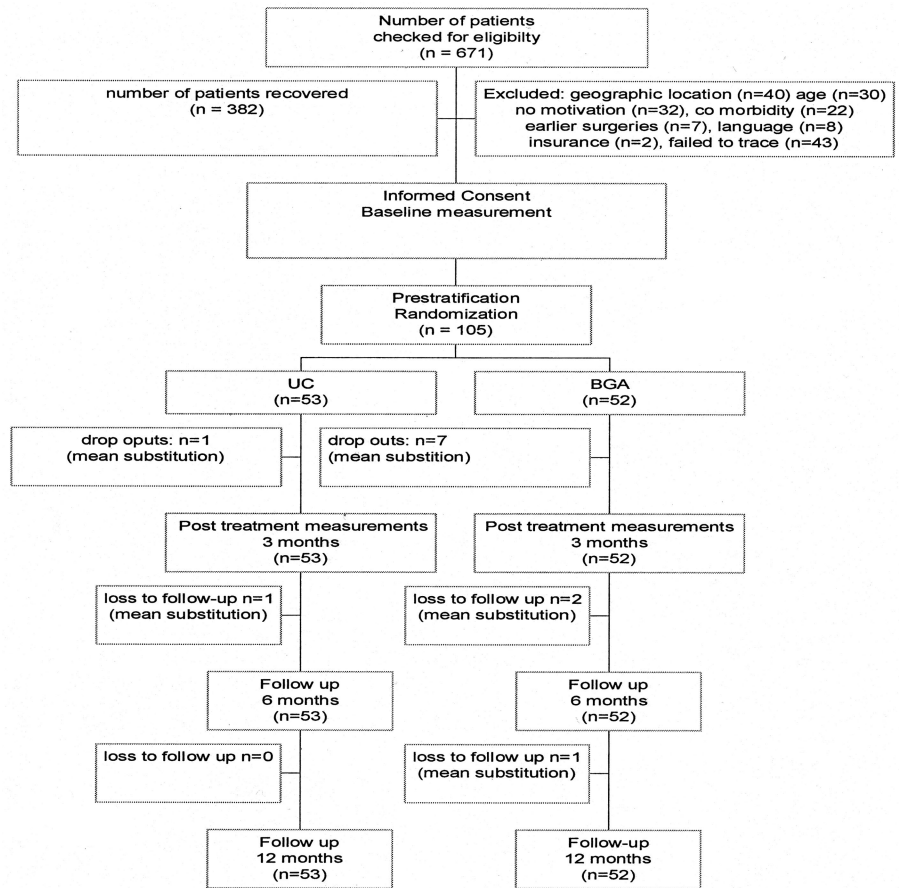 Number of patients
checked for eligibilty
(n = 671)
number of patients recovered
(n = 382)
Excluded: geographic location (n=40) age (n=30)
no motivation (n=32), co morbidity (n=22)
earlier surgeries (n=7), language (n=8)
insurance (n=2), failed to trace (n=43)
Informed Consent
Baseline measurement
Prestratification
Randomization
(n = 105)
UC
(n=53)
BGA
(n=52)
drop oputs: n=1
(mean substitution)
drop outs: n=7
(mean substition)
Post treatment measurements
3 months
(n=53)
Post treatment measurements
3 months
(n=52)
loss to follow-up n=1
(mean substitution)
loss to follow up n=2
(mean substitution)
Follow up
6 months
(n=53)
Follow up
6 months
(n=52)
loss to follow up n=0
loss to follow up n=1
(mean substitution)
Follow up
12 months
(n=53)
Follow-up
12 months
(n=52)